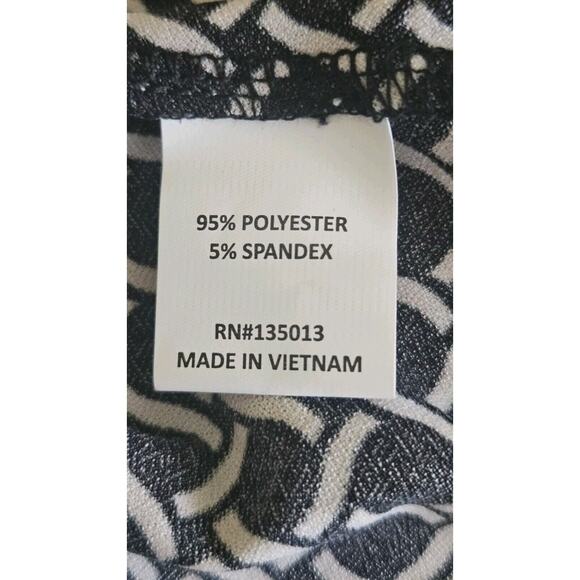 95% POLYESTER
5% SPANDEX
RN#135013
MADE IN VIETNAM